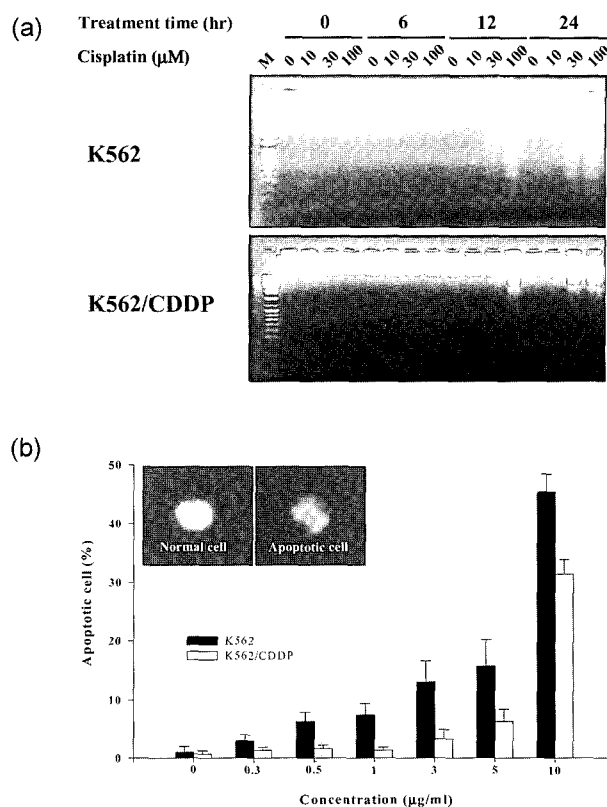 (a)
Treatment time (hr) 0 6 12 24
Cisplatin (μM) M 0 10 30 100 0 10 30 100 0 10 30 100 0 10 30 100
K562
K562/CDDP
(b)
50
40
30
20
10
0
Apoptotic cell (%)
Normal cell Apoptotic cell
K562
K562/CDDP
0 0.3 0.5 1 3 5 10
Concentration (μg/ml)